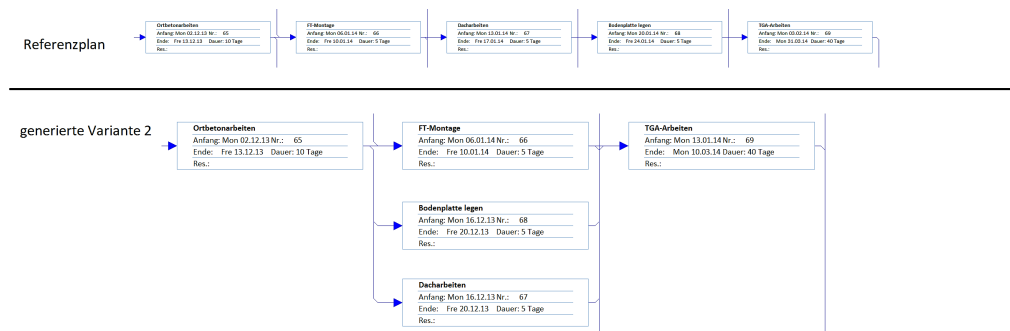 Referenzplan
Ortbetonarbeiten
Anfang: Mon 02.12.13 Nr.: 65
Ende: Fre 13.12.13 Dauer: 10 Tage
Res.:
FT-Montage
Anfang: Mon 06.01.14 Nr.: 66
Ende: Fre 10.01.14 Dauer: 5 Tage
Res.:
Dacharbeiten
Anfang: Mon 13.01.14 Nr.: 67
Ende: Fre 17.01.14 Dauer: 5 Tage
Res.:
Bodenplatte legen
Anfang: Mon 20.01.14 Nr.: 68
Ende: Fre 24.01.14 Dauer: 5 Tage
Res.:
TGA-Arbeiten
Anfang: Mon 03.02.14 Nr.: 69
Ende: Mon 31.03.14 Dauer: 40 Tage
Res.:
generierte Variante 2
Ortbetonarbeiten
Anfang: Mon 02.12.13 Nr.: 65
Ende: Fre 13.12.13 Dauer: 10 Tage
Res.:
FT-Montage
Anfang: Mon 06.01.14 Nr.: 66
Ende: Fre 10.01.14 Dauer: 5 Tage
Res.:
TGA-Arbeiten
Anfang: Mon 13.01.14 Nr.: 69
Ende: Mon 10.03.14 Dauer: 40 Tage
Res.:
Bodenplatte legen
Anfang: Mon 16.12.13 Nr.: 68
Ende: Fre 20.12.13 Dauer: 5 Tage
Res.:
Dacharbeiten
Anfang: Mon 16.12.13 Nr.: 67
Ende: Fre 20.12.13 Dauer: 5 Tage
Res.: